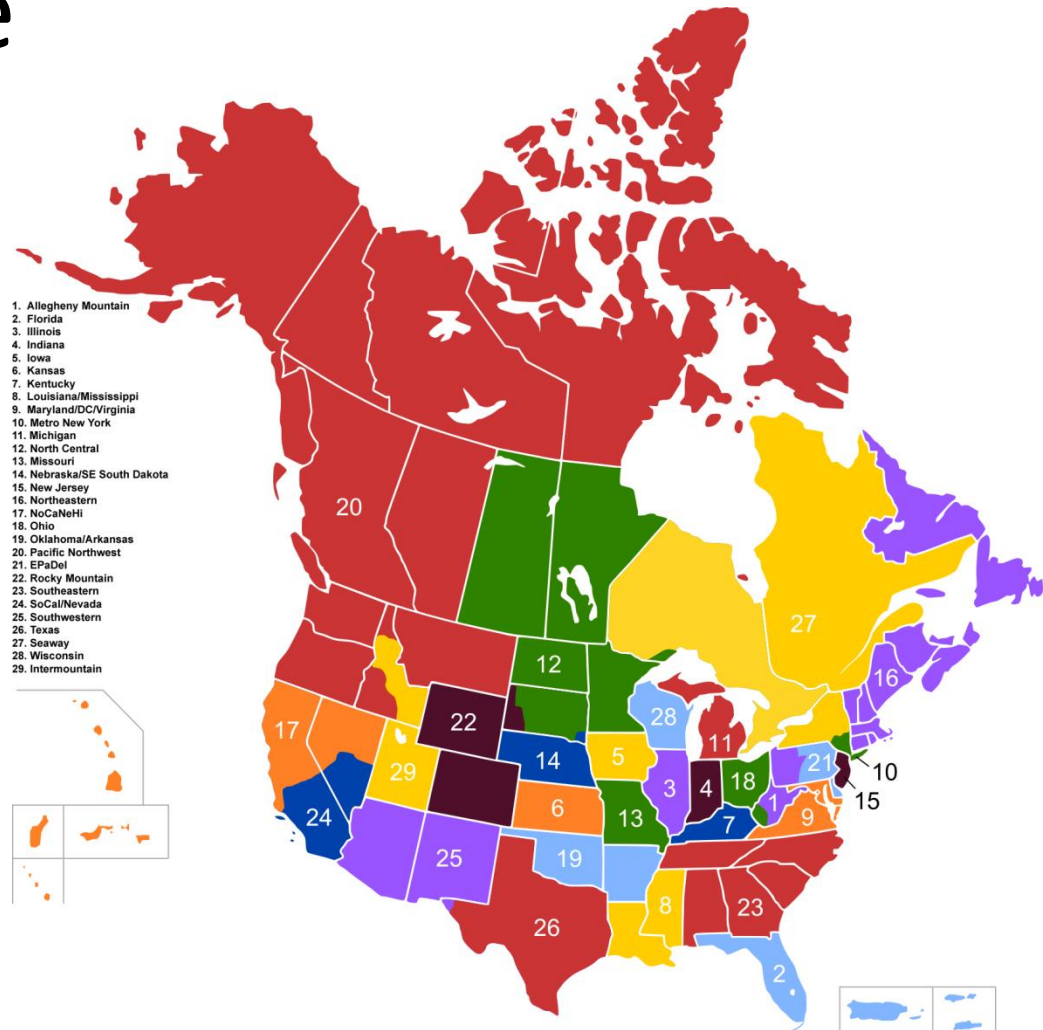 e
1. Allegheny Mountain
2. Florida
3. Illinois
4. Indiana
5. Iowa
6. Kansas
7. Kentucky
8. Louisiana/Mississippi
9. Maryland/DC/Virginia
10. Metro New York
11. Michigan
12. North Central
13. Missouri
14. Nebraska/SE South Dakota
15. New Jersey
16. Northeastern
17. NoCaNeHi
18. Ohio
19. Oklahoma/Arkansas
20. Pacific Northwest
21. EPaDel
22. Rocky Mountain
23. Southeastern
24. SoCal/Nevada
25. Southwestern
26. Texas
27. Seaway
28. Wisconsin
29. Intermountain
20
27
12
16
17
22
28
11
5
21
10
29
14
3
4
18
15
24
6
13
1
9
7
25
19
26
8
23
2